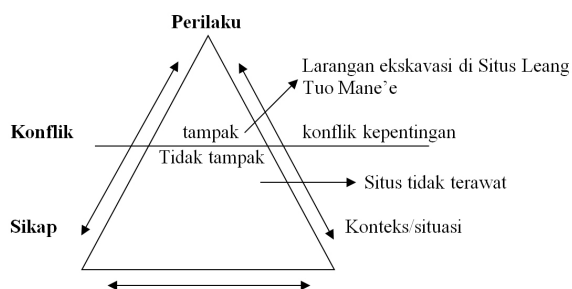 Perilaku
Larangan ekskavasi di Situs Leang
Tuo Mane’e
Konflik
tampak
konflik kepentingan
Tidak tampak
Situs tidak terawat
Sikap
Konteks/situasi